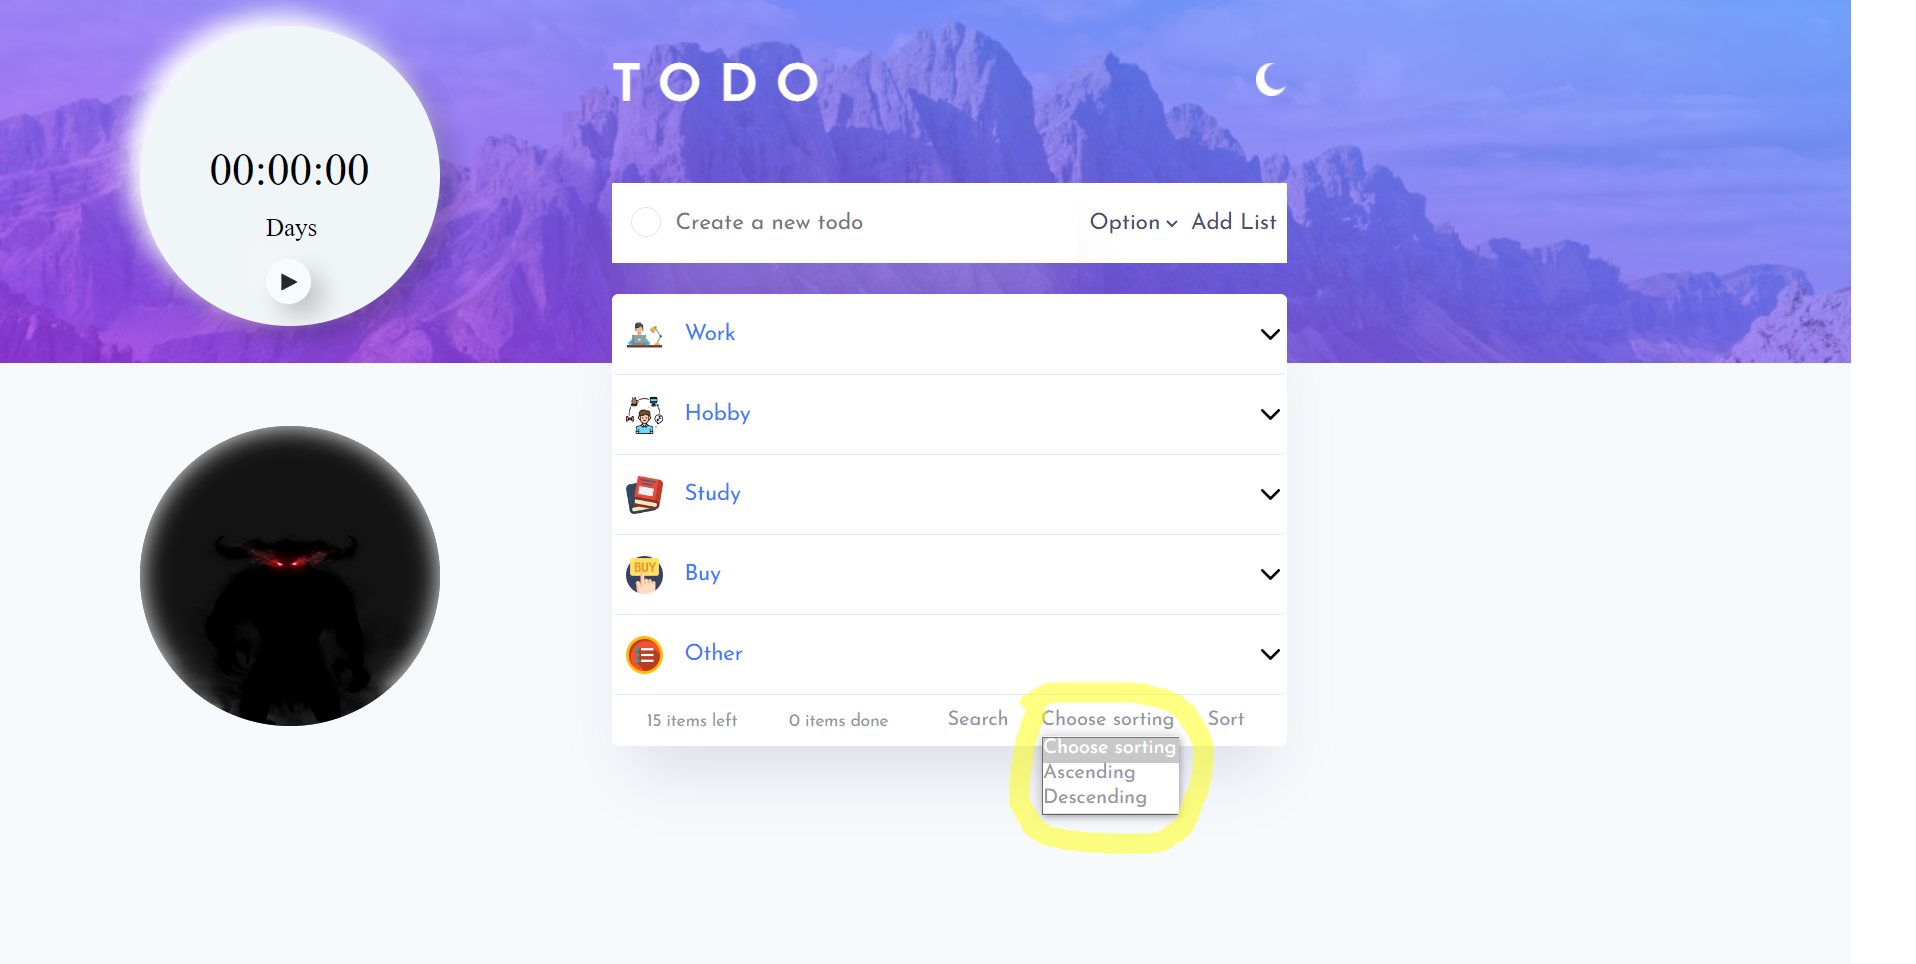 TODO
00:00:00
Days
Create a new todo
Option Add List
Work
Hobby
Study
BUY
Buy
Other
15 items left 0 items done Search Choose sorting Sort
Choose sorting
Ascending
Descending